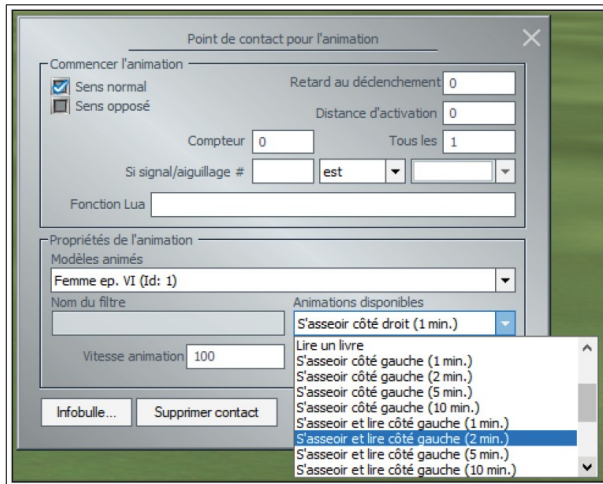 Point de contact pour l'animation
Commencer l'animation
Sens normal
Retard au déclenchement 0
Sens opposé
Distance d'activation 0
Compteur 0 Tous les 1
Si signal/aiguillage # est
Fonction Lua
Propriétés de l'animation
Modèles animés
Femme ep. VI (Id: 1)
Nom du filtre Animations disponibles
S'asseoir côté droit (1 min.)
Vitesse animation 100
Lire un livre
S'asseoir côté gauche (1 min.)
S'asseoir côté gauche (2 min.)
S'asseoir côté gauche (5 min.)
S'asseoir côté gauche (10 min.)
S'asseoir et lire côté gauche (1 min.)
S'asseoir et lire côté gauche (2 min.)
S'asseoir et lire côté gauche (5 min.)
S'asseoir et lire côté gauche (10 min.)
Infobulle... Supprimer contact